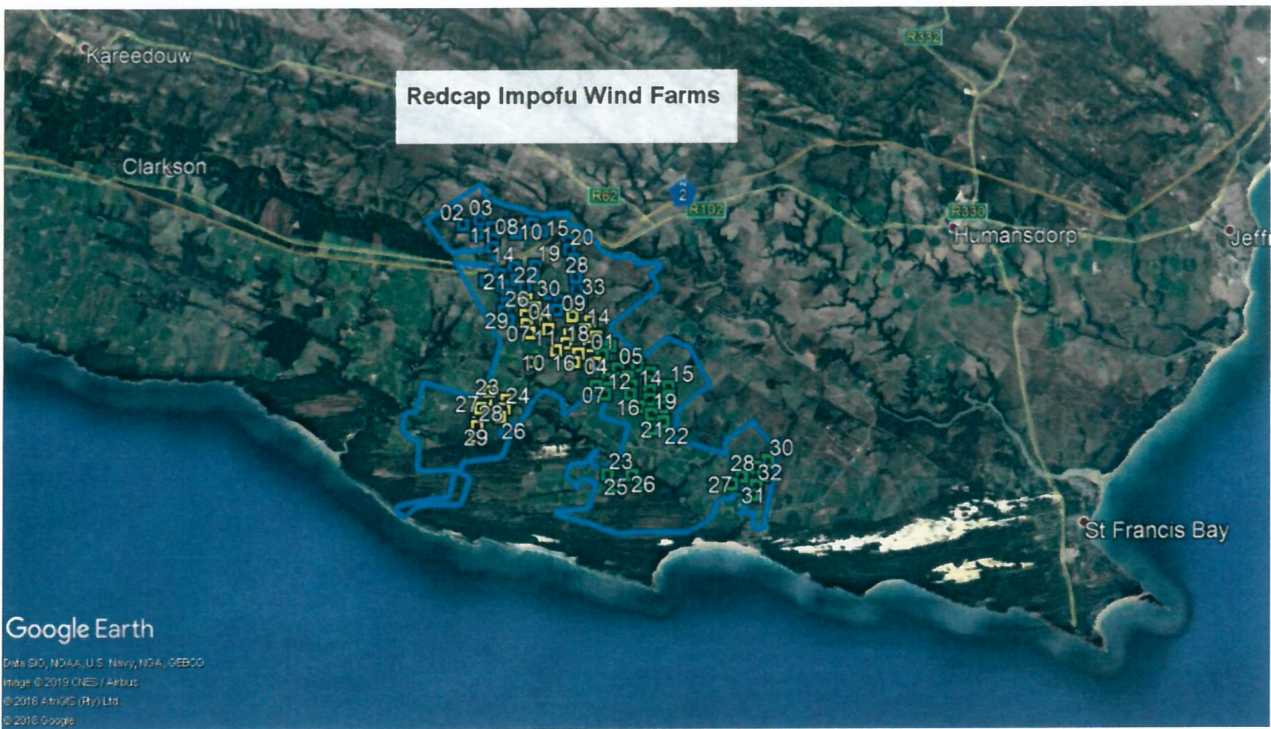 R332
Kareedouw
Redcap Impofu Wind Farms
Clarkson
R62
N
2
R102
R330
Humansdorp
Jeff
02 03
08 10 15
11 20
14 19
21 22 28
30 33
26 09
29 04 14
07 11 18 01
10 16 04 05
12 14 15
07 16 19
21 22
23 24
27 28
29 26
23
25 26
30
28 32
27 31
St Francis Bay
Google Earth
Data SIO, NOAA, U.S. Navy, NGA, GEBCO
Image © 2019 CNES / Airbus
© 2018 AfriGIS (Pty) Ltd.
© 2018 Google